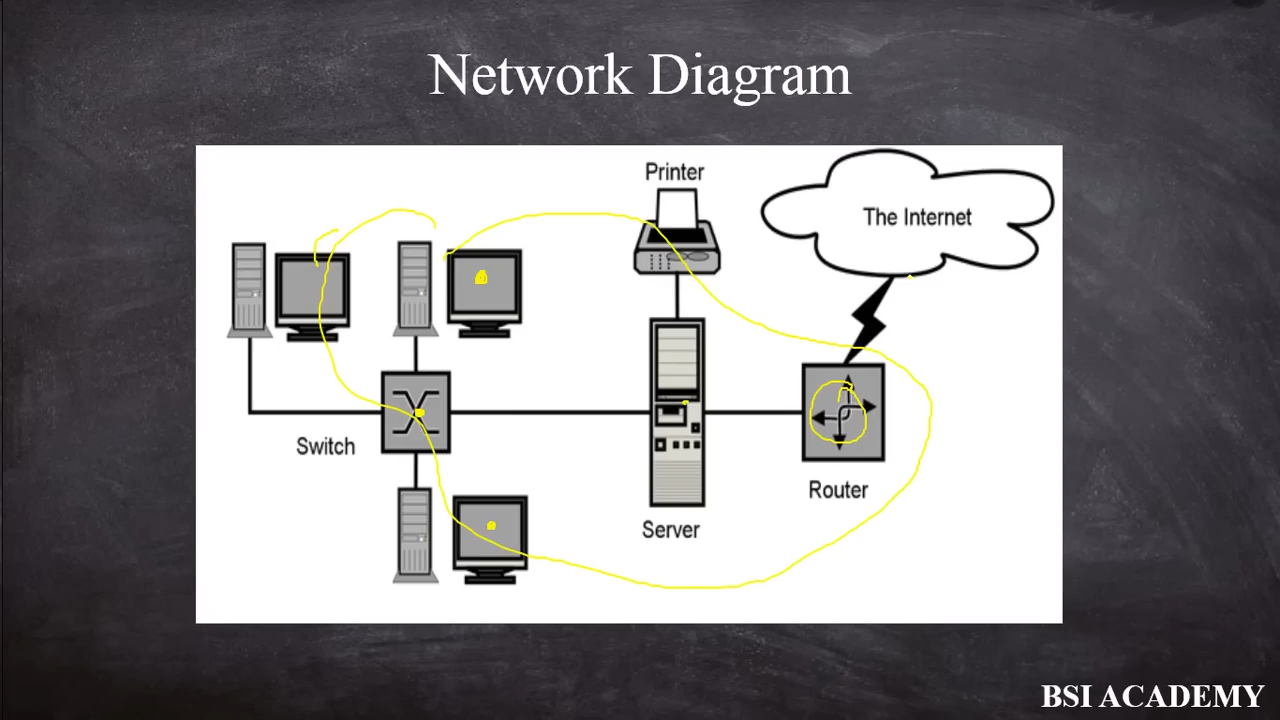 Network Diagram
Printer
The Internet
Switch
Router
Server
BSI ACADEMY